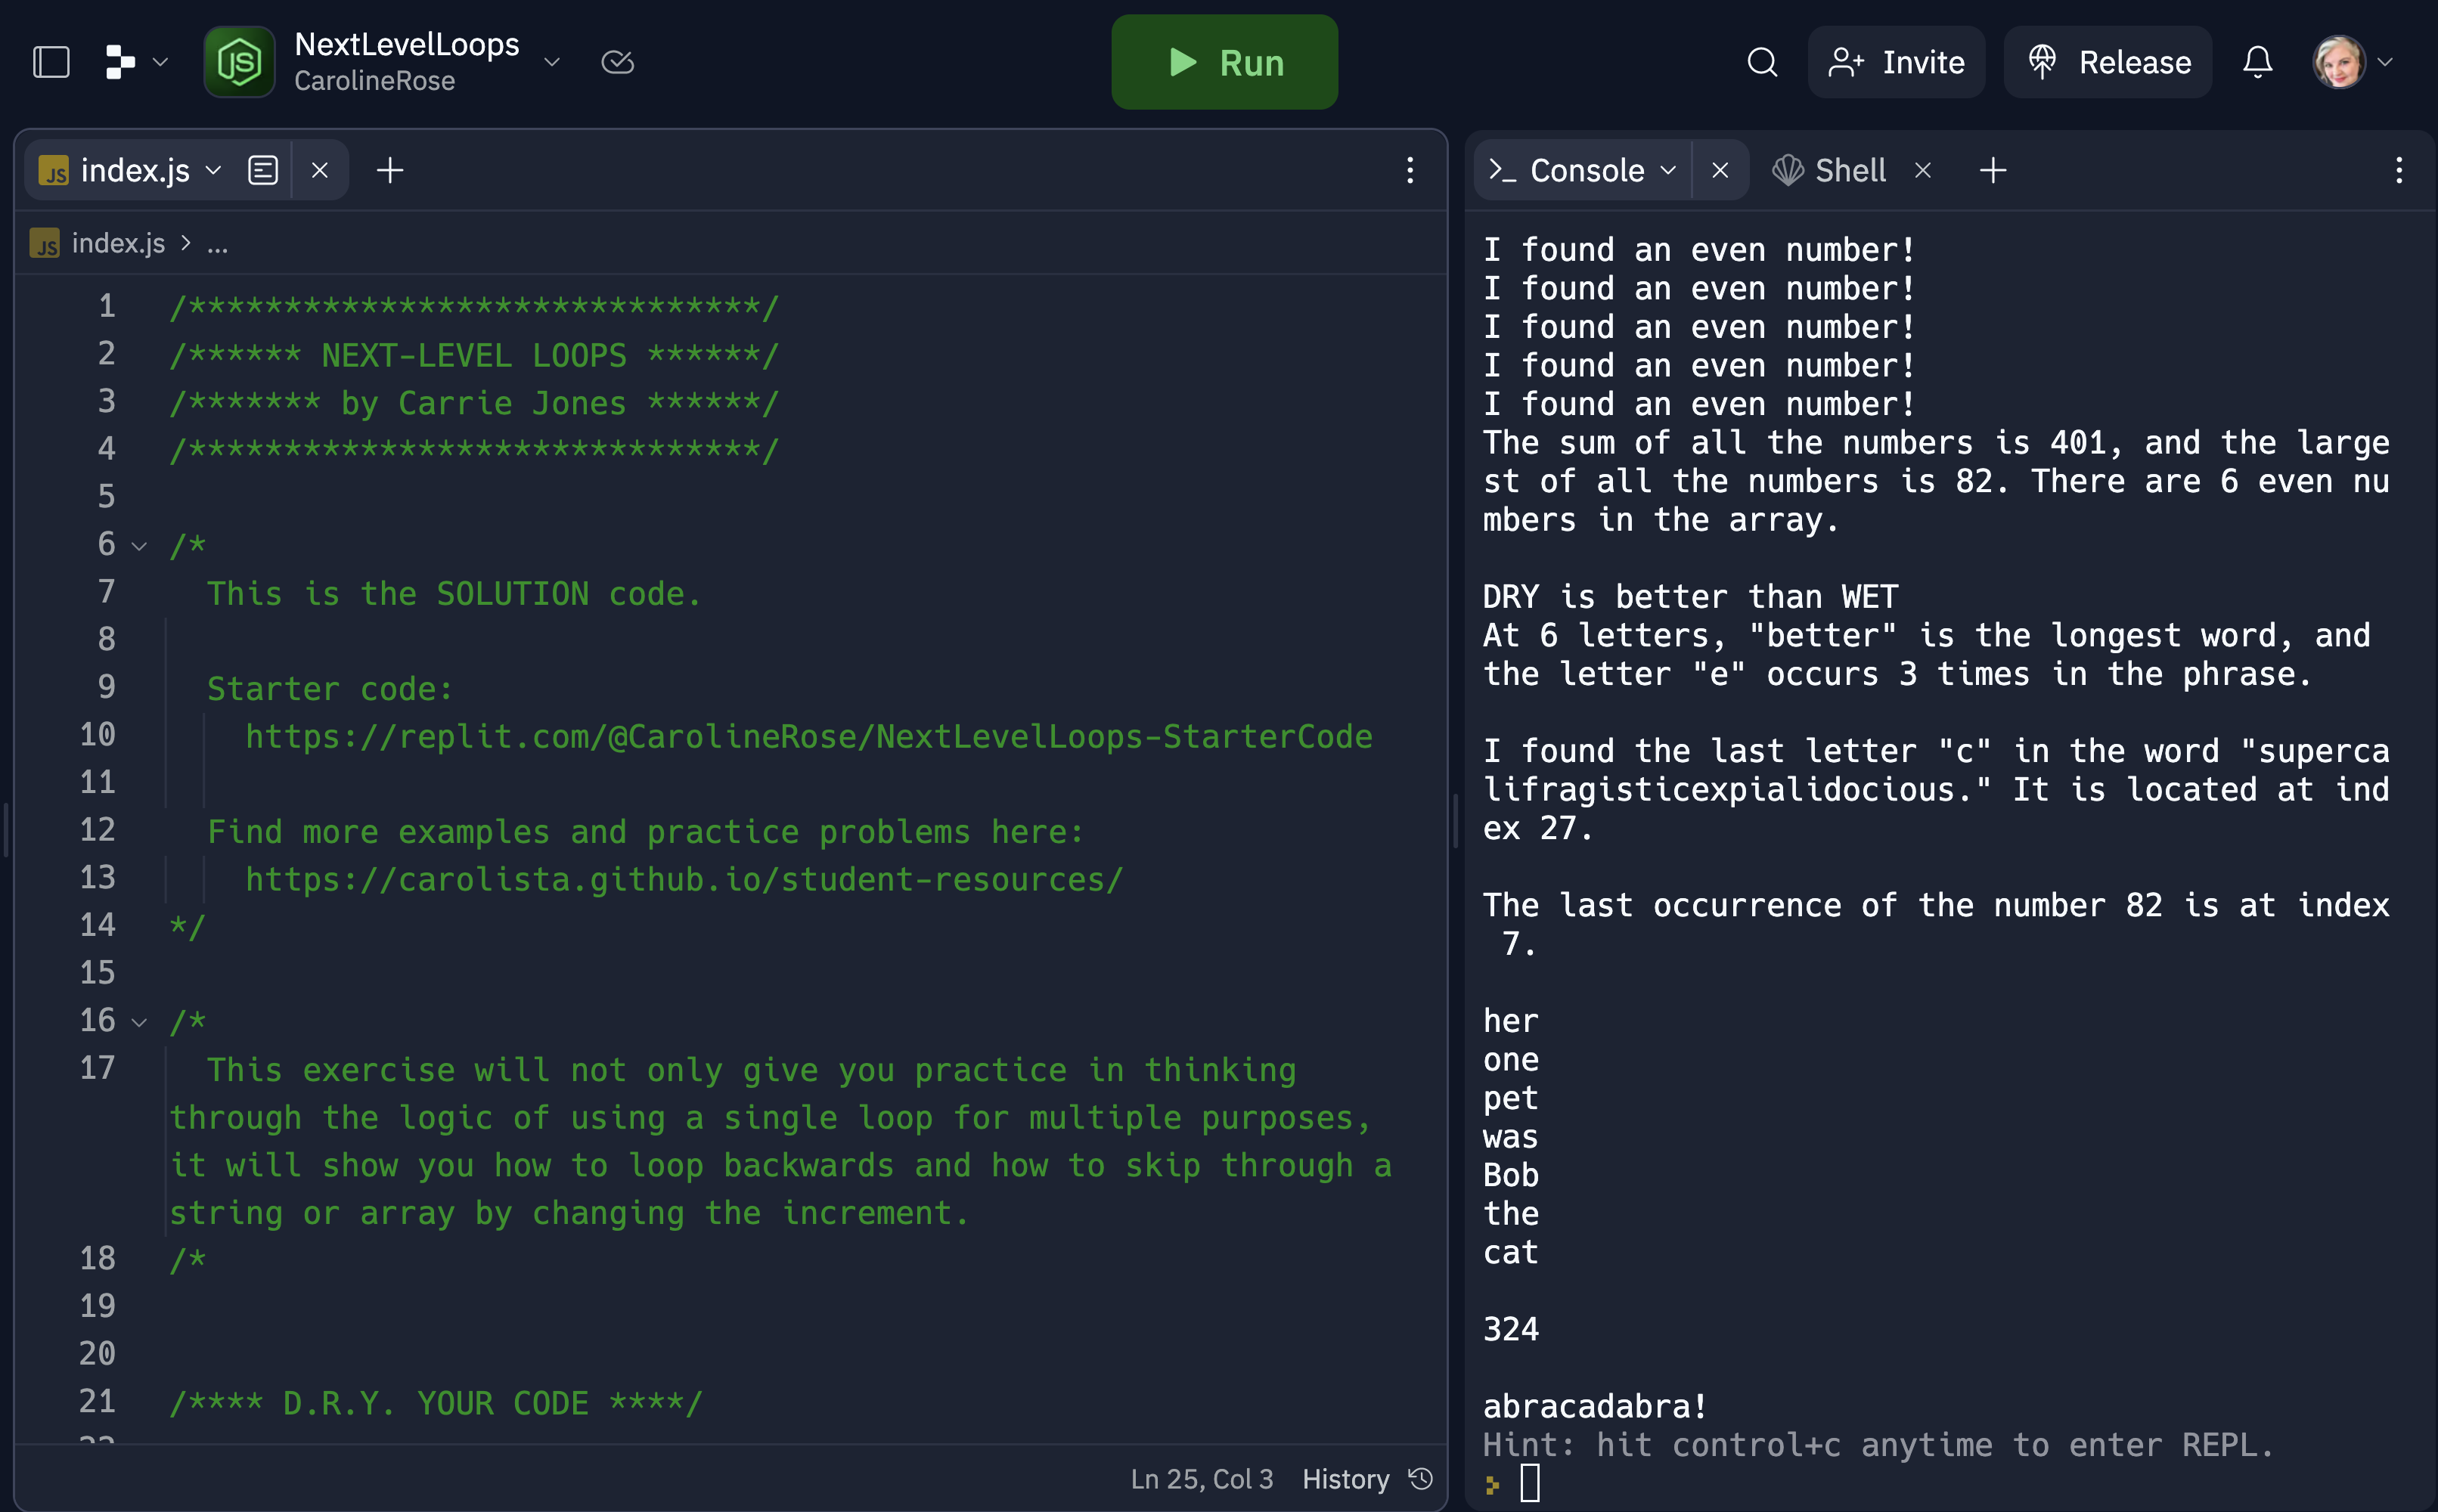 NextLevelLoops
CarolineRose
Run
Invite
Release
JS index.js
JS index.js > ...
1 /******************************/
2 /****** NEXT-LEVEL LOOPS ******/
3 /******* by Carrie Jones ******/
4 /******************************/
5
6 /*
7 This is the SOLUTION code.
8
9 Starter code:
10 https://replit.com/@CarolineRose/NextLevelLoops-StarterCode
11
12 Find more examples and practice problems here:
13 https://carolista.github.io/student-resources/
14 */
15
16 /*
17 This exercise will not only give you practice in thinking
through the logic of using a single loop for multiple purposes,
it will show you how to loop backwards and how to skip through a
string or array by changing the increment.
18 /*
19
20
21 /**** D.R.Y. YOUR CODE ****/
Ln 25, Col 3 History
Console Shell
I found an even number!
I found an even number!
I found an even number!
I found an even number!
I found an even number!
The sum of all the numbers is 401, and the large
st of all the numbers is 82. There are 6 even nu
mbers in the array.
DRY is better than WET
At 6 letters, "better" is the longest word, and
the letter "e" occurs 3 times in the phrase.
I found the last letter "c" in the word "superca
lifragisticexpialidocious." It is located at ind
ex 27.
The last occurrence of the number 82 is at index
7.
her
one
pet
was
Bob
the
cat
324
abracadabra!
Hint: hit control+c anytime to enter REPL.